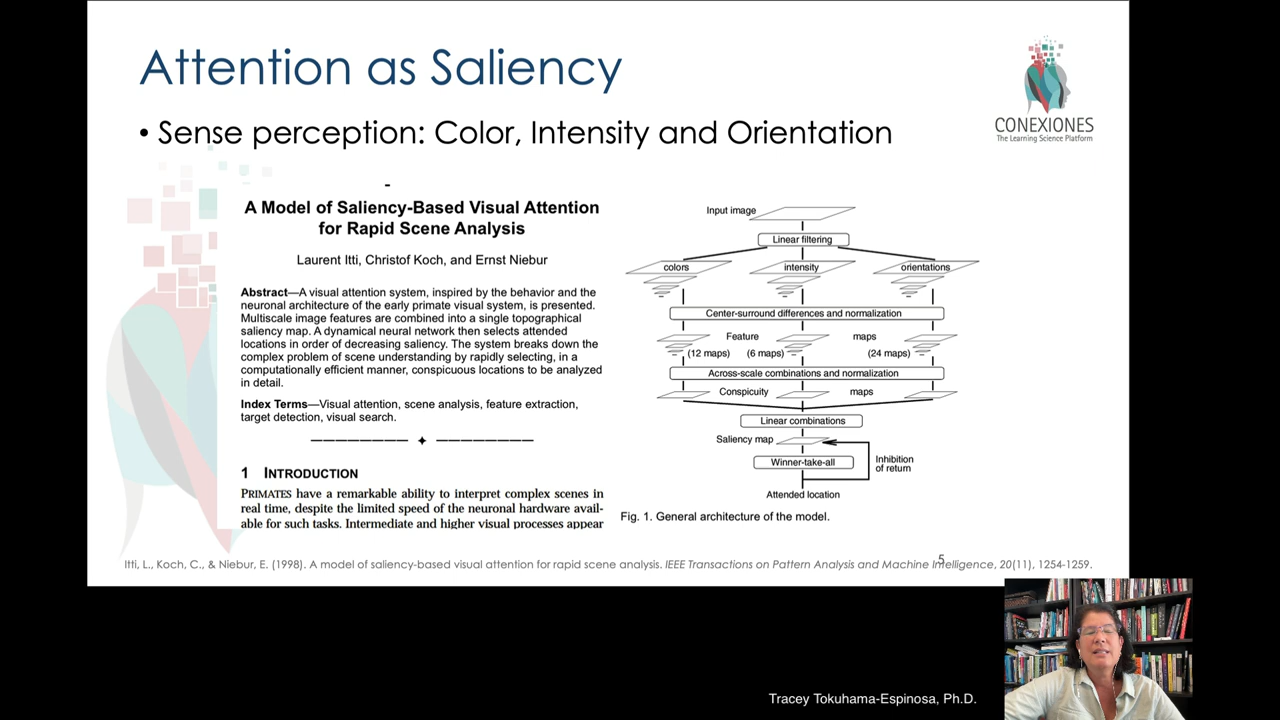 Attention as Saliency
• Sense perception: Color, Intensity and Orientation
CONEXIONES
The Learning Science Platform
-
A Model of Saliency-Based Visual Attention
for Rapid Scene Analysis
Laurent Itti, Christof Koch, and Ernst Niebur
Abstract—A visual attention system, inspired by the behavior and the
neuronal architecture of the early primate visual system, is presented.
Multiscale image features are combined into a single topographical
saliency map. A dynamical neural network then selects attended
locations in order of decreasing saliency. The system breaks down the
complex problem of scene understanding by rapidly selecting, in a
computationally efficient manner, conspicuous locations to be analyzed
in detail.
Index Terms—Visual attention, scene analysis, feature extraction,
target detection, visual search.
1 INTRODUCTION
PRIMATES have a remarkable ability to interpret complex scenes in
real time, despite the limited speed of the neuronal hardware avail-
able for such tasks. Intermediate and higher visual processes appear
Input image
Linear filtering
colors intensity orientations
Center-surround differences and normalization
Feature maps
(12 maps) (6 maps) (24 maps)
Across-scale combinations and normalization
Conspicuity maps
Linear combinations
Saliency map
Winner-take-all
Inhibition
of return
Attended location
Fig. 1. General architecture of the model.
5
Itti, L., Koch, C., & Niebur, E. (1998). A model of saliency-based visual attention for rapid scene analysis. IEEE Transactions on Pattern Analysis and Machine Intelligence, 20(11), 1254-1259.
Tracey Tokuhama-Espinosa, Ph.D.